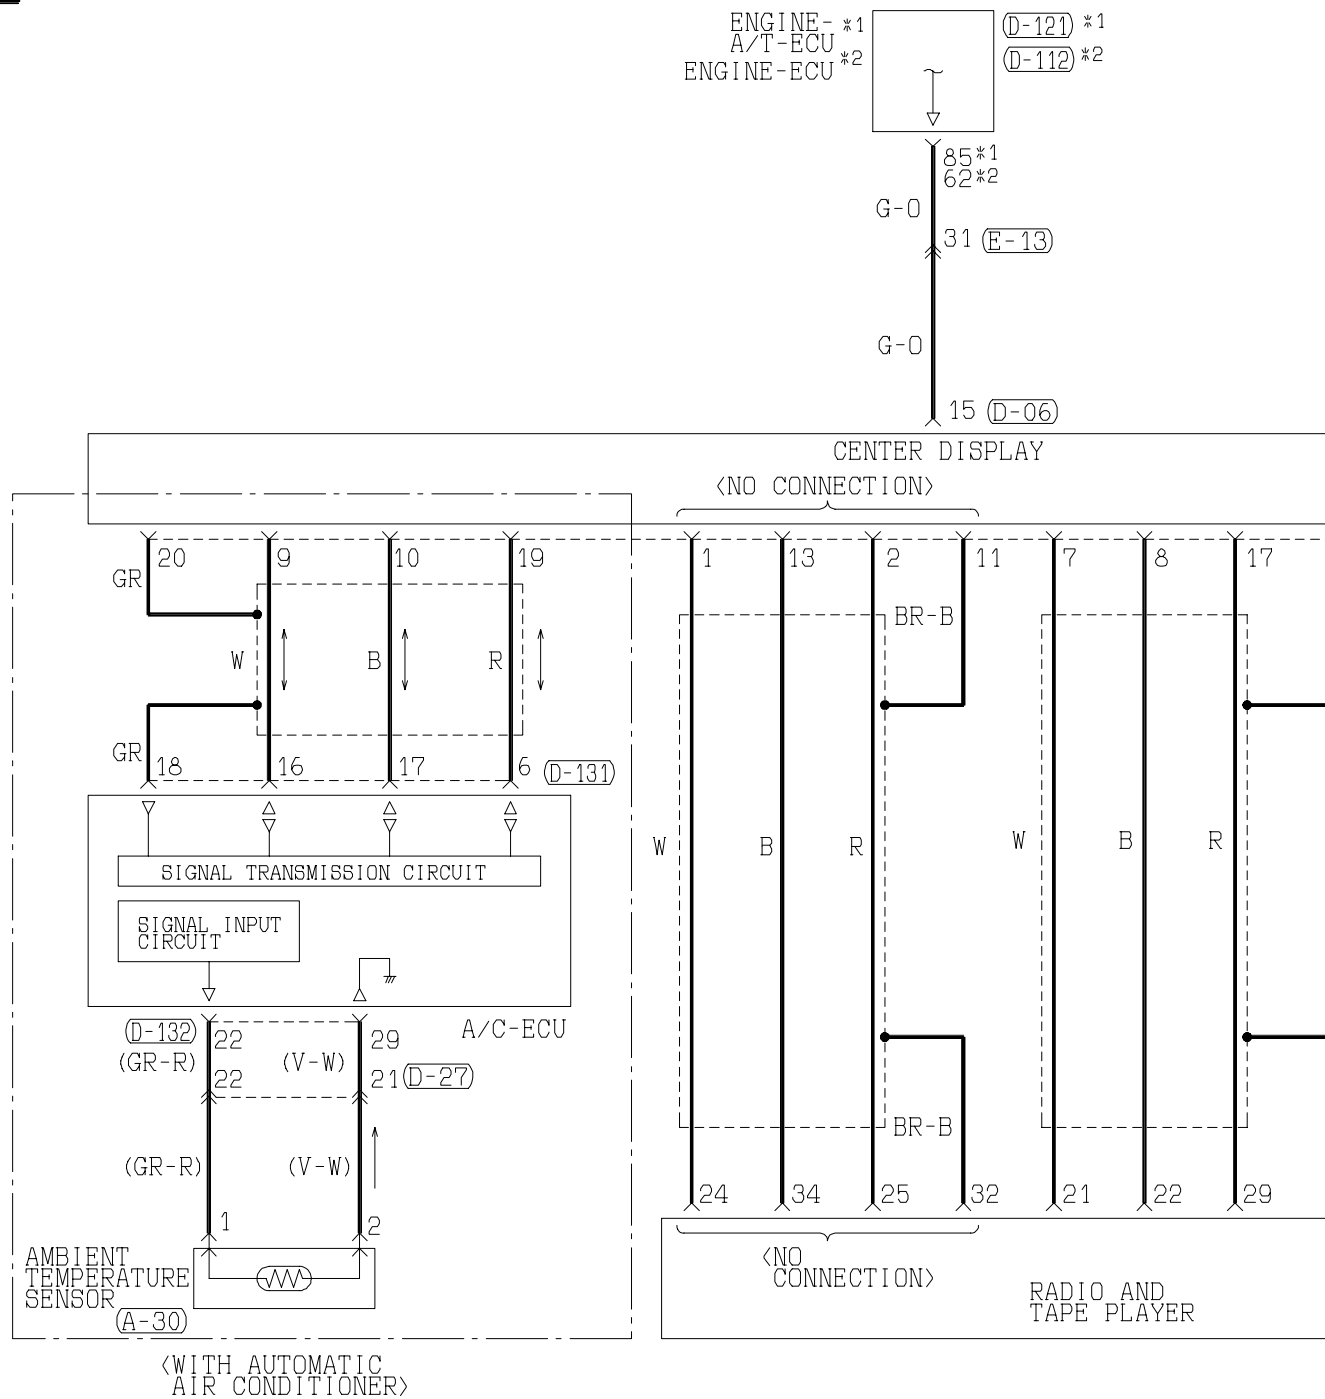 ENGINE- *1
A/T-ECU
ENGINE-ECU *2
D-121 *1
D-112 *2
85*1
62*2
G-O
31 E-13
G-O
15 D-06
CENTER DISPLAY
<NO CONNECTION>
20 9 10 19 1 13 2 11 7 8 17
GR
BR-B
W B R
GR
18 16 17 6 D-131
W B R W B R
SIGNAL TRANSMISSION CIRCUIT
SIGNAL INPUT
CIRCUIT
A/C-ECU
D-132 22 29
(GR-R) (V-W)
22 21 D-27
BR-B
(GR-R) (V-W)
24 34 25 32 21 22 29
1 2
AMBIENT
TEMPERATURE
SENSOR
A-30
<NO
CONNECTION>
RADIO AND
TAPE PLAYER
<WITH AUTOMATIC
AIR CONDITIONER>